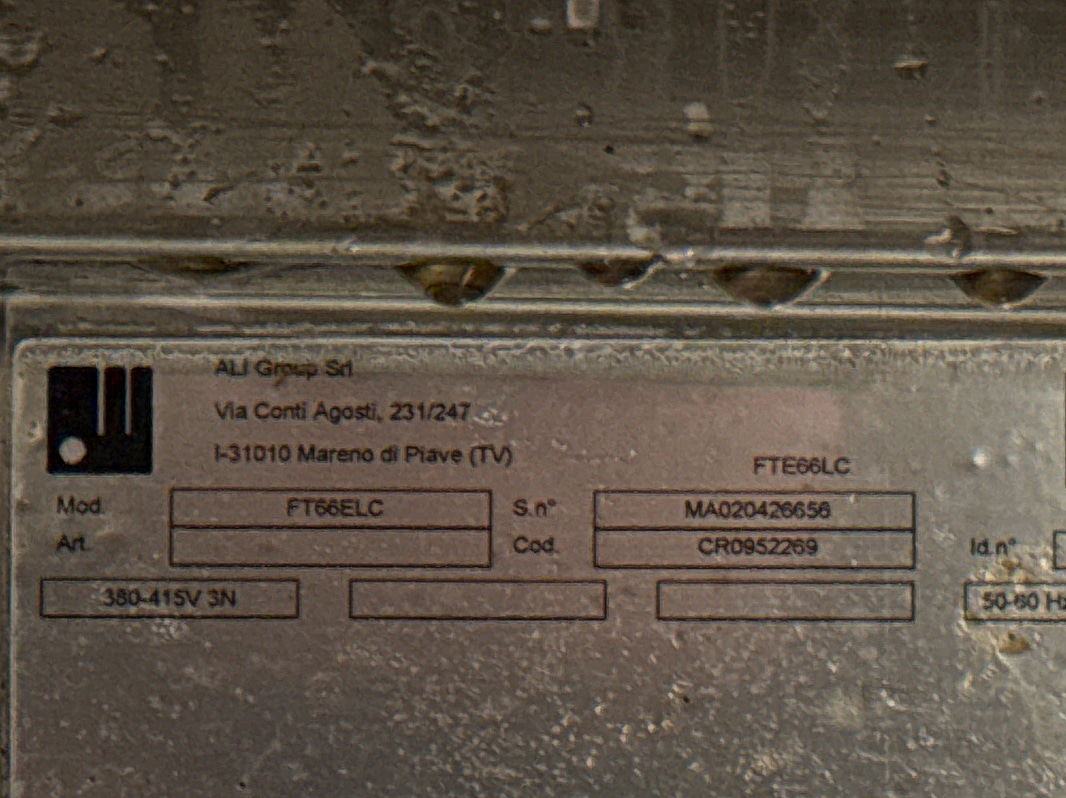 ALI Group Srl
Via Conti Agosti, 231/247
I-31010 Mareno di Piave (TV)
FTE66LC
Mod. FT66ELC S.n° MA020426656
Art. Cod. CR0952269 Id.n°
380-415V 3N 50-60 Hz